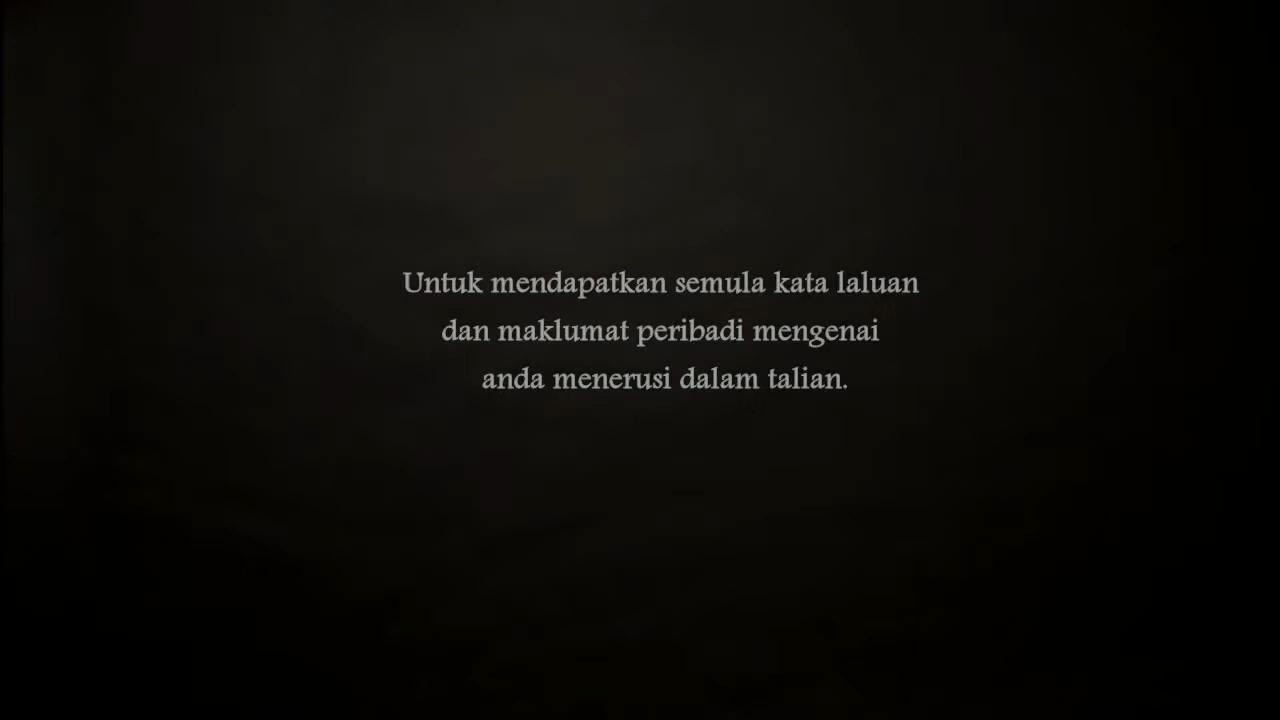 Untuk mendapatkan semula kata laluan
dan maklumat peribadi mengenai
anda menerusi dalam talian.